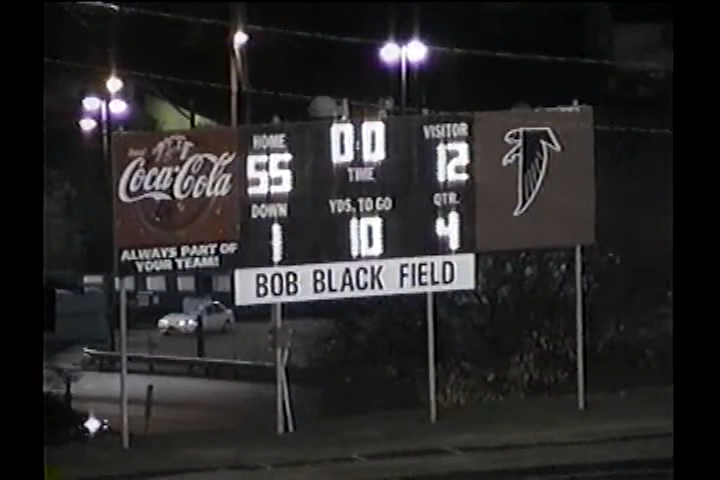 HOME
00
VISITOR
Coca-Cola
55
TIME
12
DOWN
YDS. TO GO
QTR.
1
10
4
ALWAYS PART OF
YOUR TEAM!
BOB BLACK FIELD